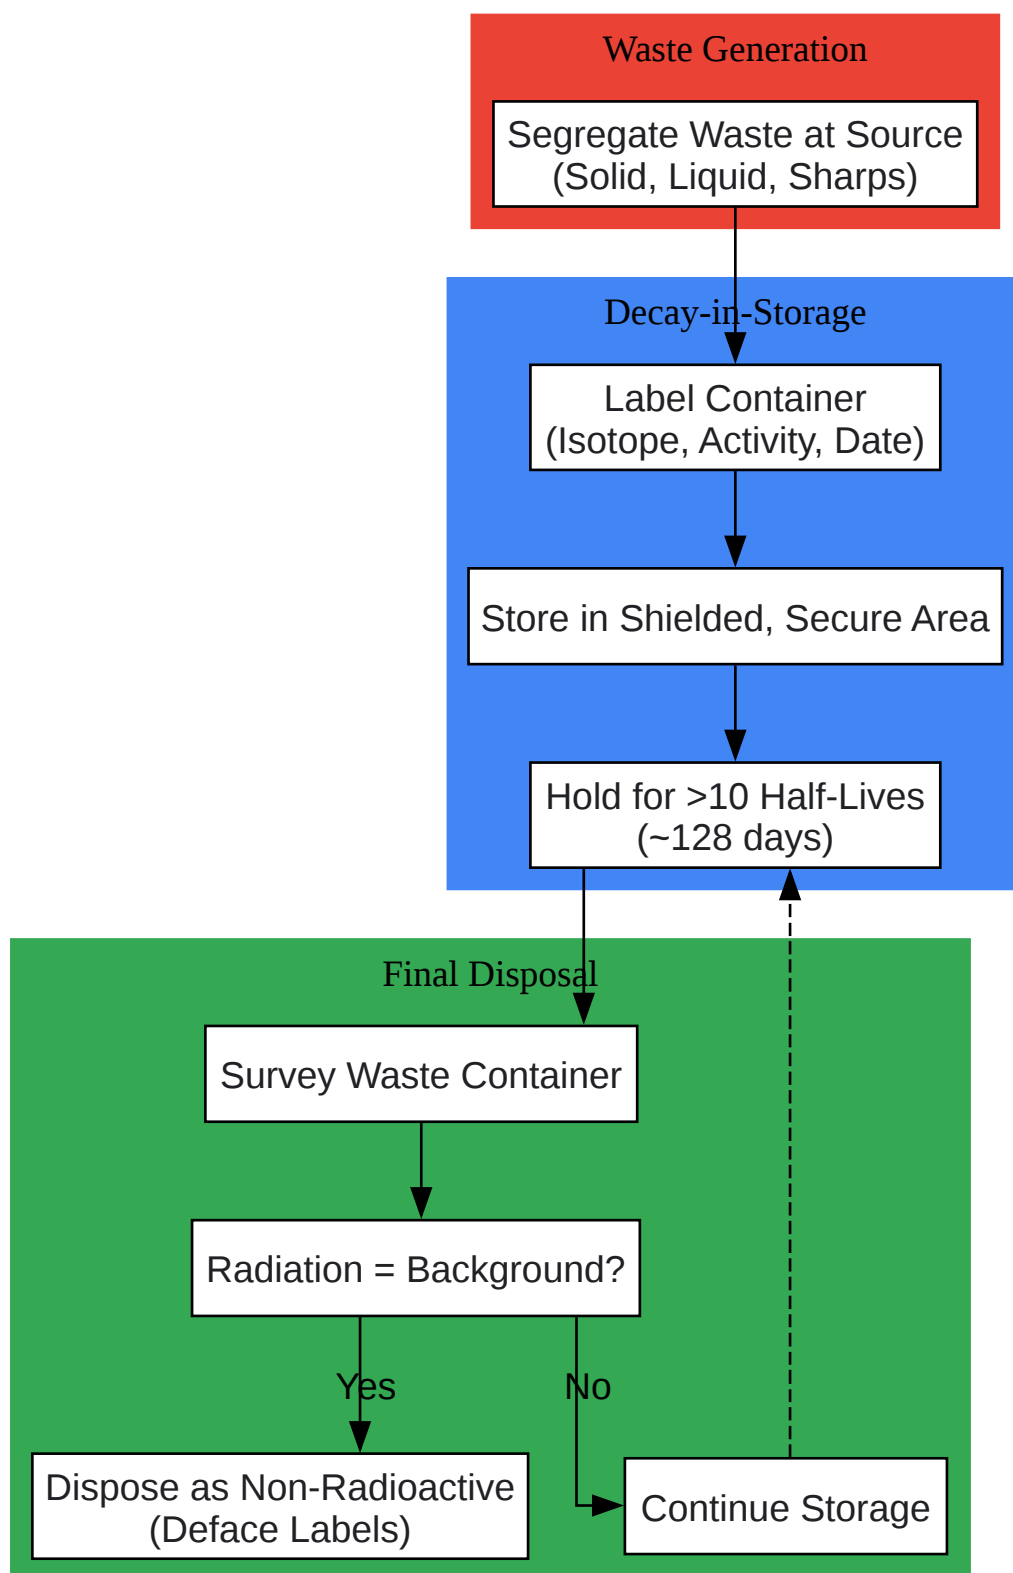 Waste Generation
Segregate Waste at Source
(Solid, Liquid, Sharps)
Decay-in-Storage
Label Container
(Isotope, Activity, Date)
Store in Shielded, Secure Area
Hold for >10 Half-Lives
(~128 days)
Final Disposal
Survey Waste Container
Radiation = Background?
Yes
No
Dispose as Non-Radioactive
(Deface Labels)
Continue Storage